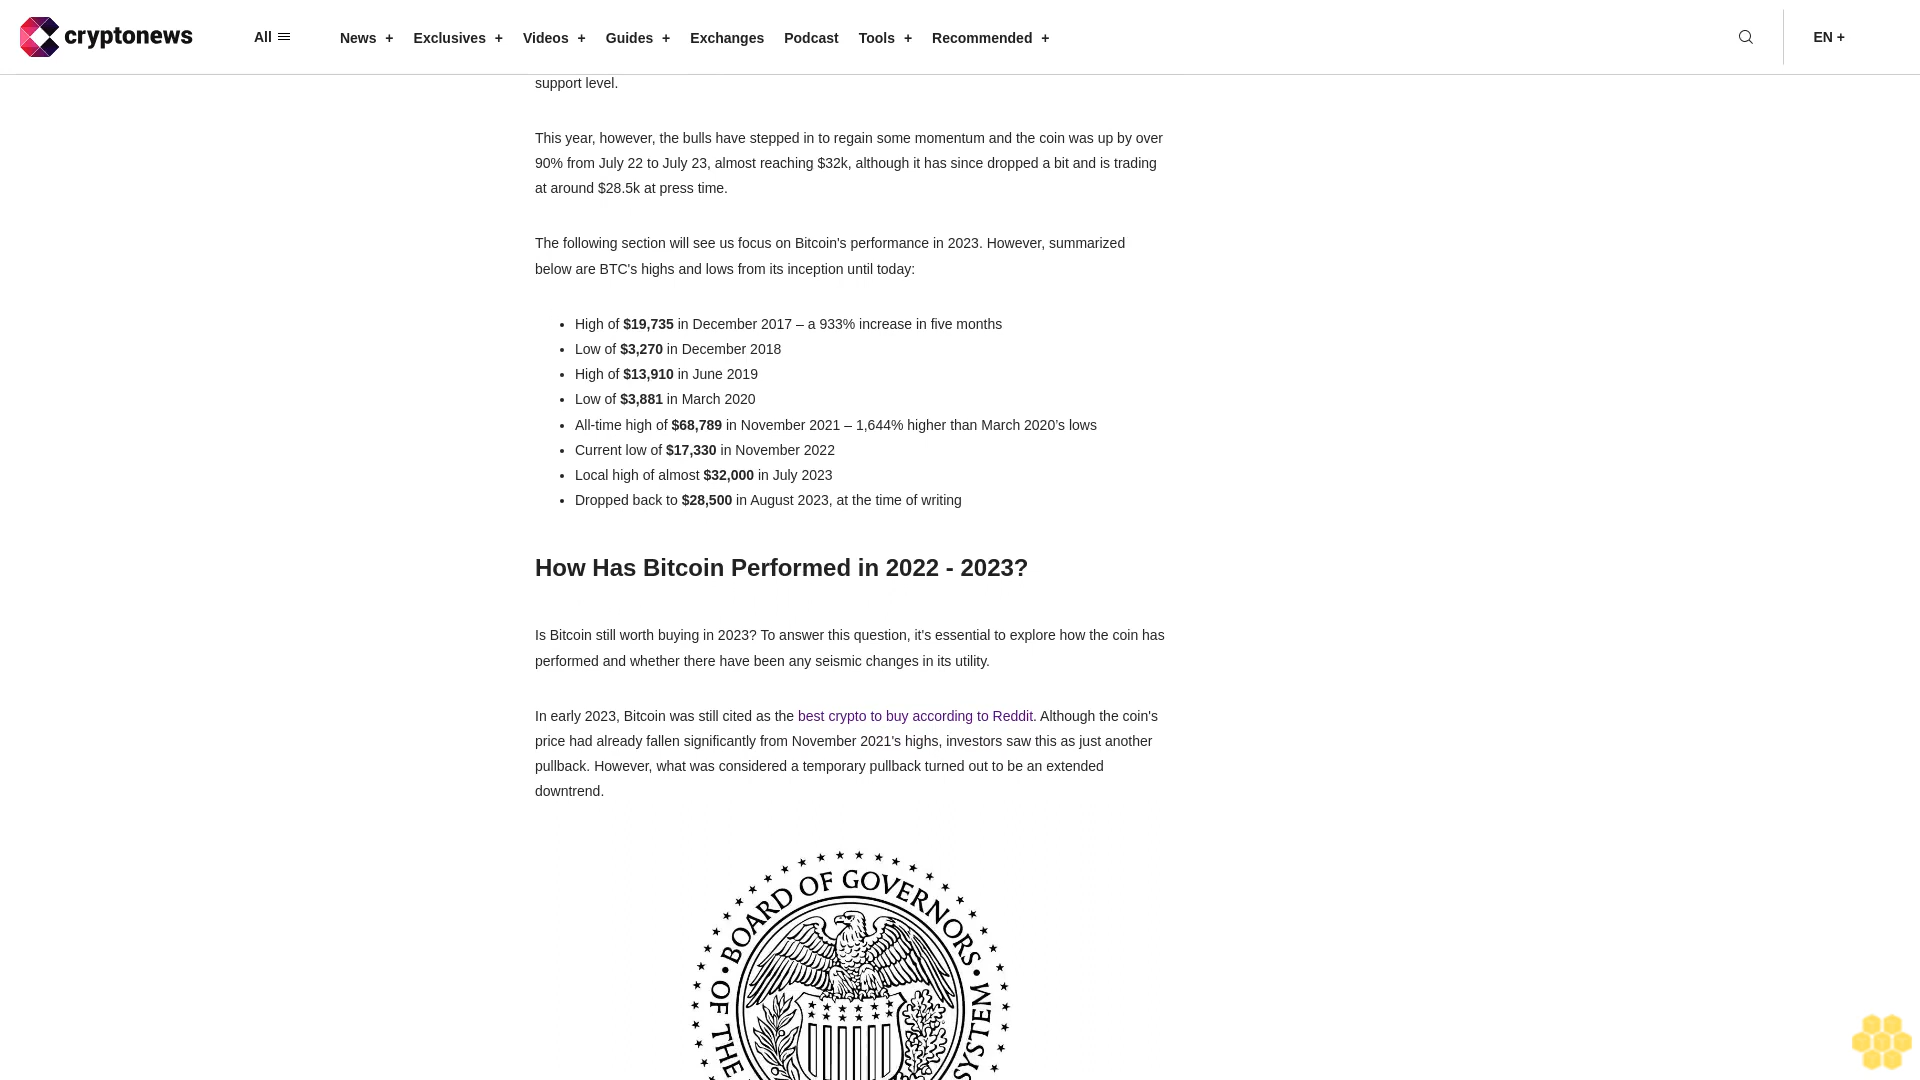 cryptonews
All
News +
Exclusives +
Videos +
Guides +
Exchanges
Podcast
Tools +
Recommended +
EN +
support level.
This year, however, the bulls have stepped in to regain some momentum and the coin was up by over
90% from July 22 to July 23, almost reaching $32k, although it has since dropped a bit and is trading
at around $28.5k at press time.
The following section will see us focus on Bitcoin's performance in 2023. However, summarized
below are BTC's highs and lows from its inception until today:
• High of $19,735 in December 2017 – a 933% increase in five months
• Low of $3,270 in December 2018
• High of $13,910 in June 2019
• Low of $3,881 in March 2020
• All-time high of $68,789 in November 2021 – 1,644% higher than March 2020’s lows
• Current low of $17,330 in November 2022
• Local high of almost $32,000 in July 2023
• Dropped back to $28,500 in August 2023, at the time of writing
How Has Bitcoin Performed in 2022 - 2023?
Is Bitcoin still worth buying in 2023? To answer this question, it's essential to explore how the coin has
performed and whether there have been any seismic changes in its utility.
In early 2023, Bitcoin was still cited as the best crypto to buy according to Reddit. Although the coin's
price had already fallen significantly from November 2021's highs, investors saw this as just another
pullback. However, what was considered a temporary pullback turned out to be an extended
downtrend.
• BOARD OF GOVERNORS •
OF THE
SYSTEM